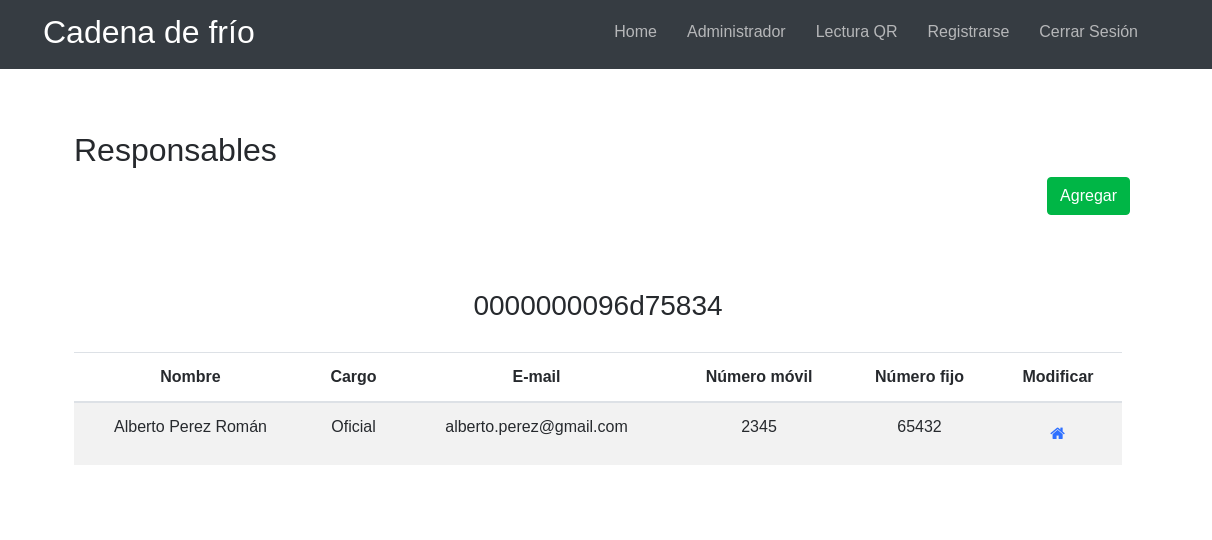 Cadena de frío
Home Administrador Lectura QR Registrarse Cerrar Sesión
Responsables
Agregar
0000000096d75834
Nombre Cargo E-mail Número móvil Número fijo Modificar
Alberto Perez Román Oficial alberto.perez@gmail.com 2345 65432